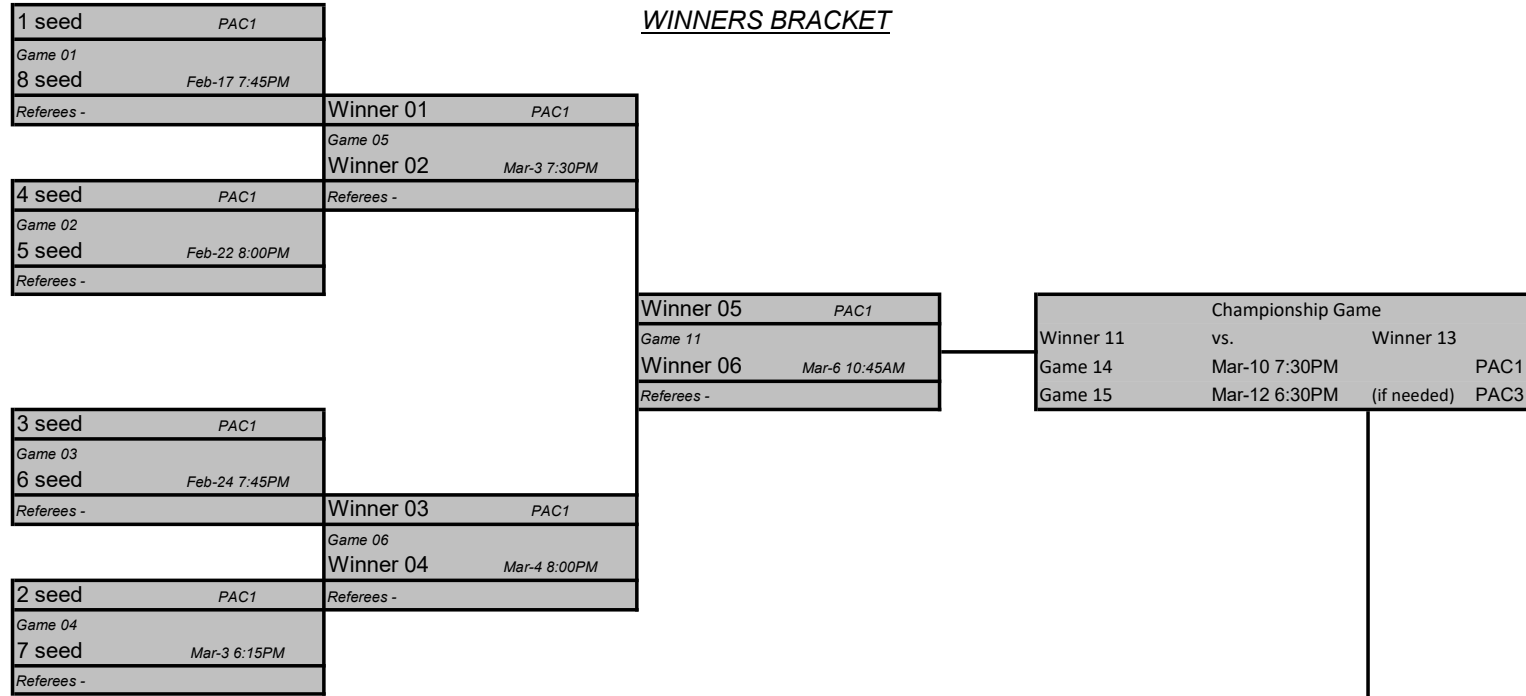 WINNERS BRACKET
1 seed PAC1
Game 01
8 seed Feb-17 7:45PM
Referees -
Winner 01 PAC1
Game 05
Winner 02 Mar-3 7:30PM
Referees -
4 seed PAC1
Game 02
5 seed Feb-22 8:00PM
Referees -
Winner 05 PAC1
Game 11
Winner 06 Mar-6 10:45AM
Referees -
Championship Game
Winner 11 vs. Winner 13
Game 14 Mar-10 7:30PM PAC1
Game 15 Mar-12 6:30PM (if needed) PAC3
3 seed PAC1
Game 03
6 seed Feb-24 7:45PM
Referees -
Winner 03 PAC1
Game 06
Winner 04 Mar-4 8:00PM
Referees -
2 seed PAC1
Game 04
7 seed Mar-3 6:15PM
Referees -